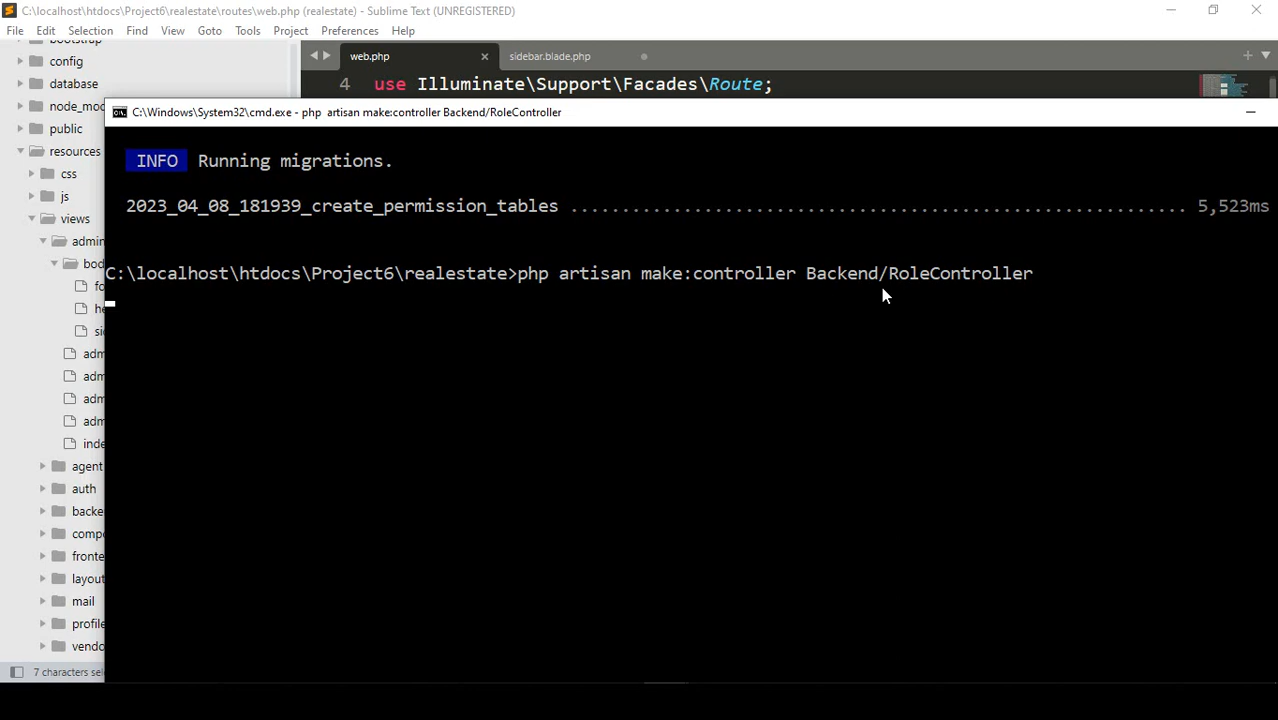 C:\localhost\htdocs\Project6\realestate\routes\web.php (realestate) - Sublime Text (UNREGISTERED)
File Edit Selection Find View Goto Tools Project Preferences Help
web.php
sidebar.blade.php
4 use Illuminate\Support\Facades\Route;
config
database
node_mod
public
resources
css
js
views
admin
bod
fo
he
sid
adm
adm
adm
adm
inde
agent
auth
backe
compo
fronte
layout
mail
profile
vendo
7 characters sel
C:\Windows\System32\cmd.exe - php artisan make:controller Backend/RoleController
INFO Running migrations.
2023_04_08_181939_create_permission_tables ............................................................ 5,523ms
C:\localhost\htdocs\Project6\realestate>php artisan make:controller Backend/RoleController